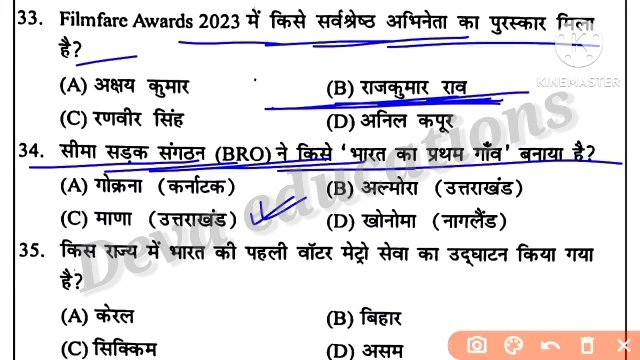 33. Filmfare Awards 2023 में किसे सर्वश्रेष्ठ अभिनेता का पुरस्कार मिला
है?
(A) अक्षय कुमार (B) राजकुमार राव
(C) रणवीर सिंह (D) अनिल कपूर
34. सीमा सड़क संगठन (BRO) ने किसे 'भारत का प्रथम गाँव' बनाया है?
(A) गोक्रना (कर्नाटक) (B) अल्मोरा (उत्तराखंड)
(C) माणा (उत्तराखंड) (D) खोनोमा (नागलैंड)
35. किस राज्य में भारत की पहली वॉटर मेट्रो सेवा का उद्घाटन किया गया
है?
(A) केरल (B) बिहार
(C) सिक्किम (D) असम
Deva educations
KINEMASTER